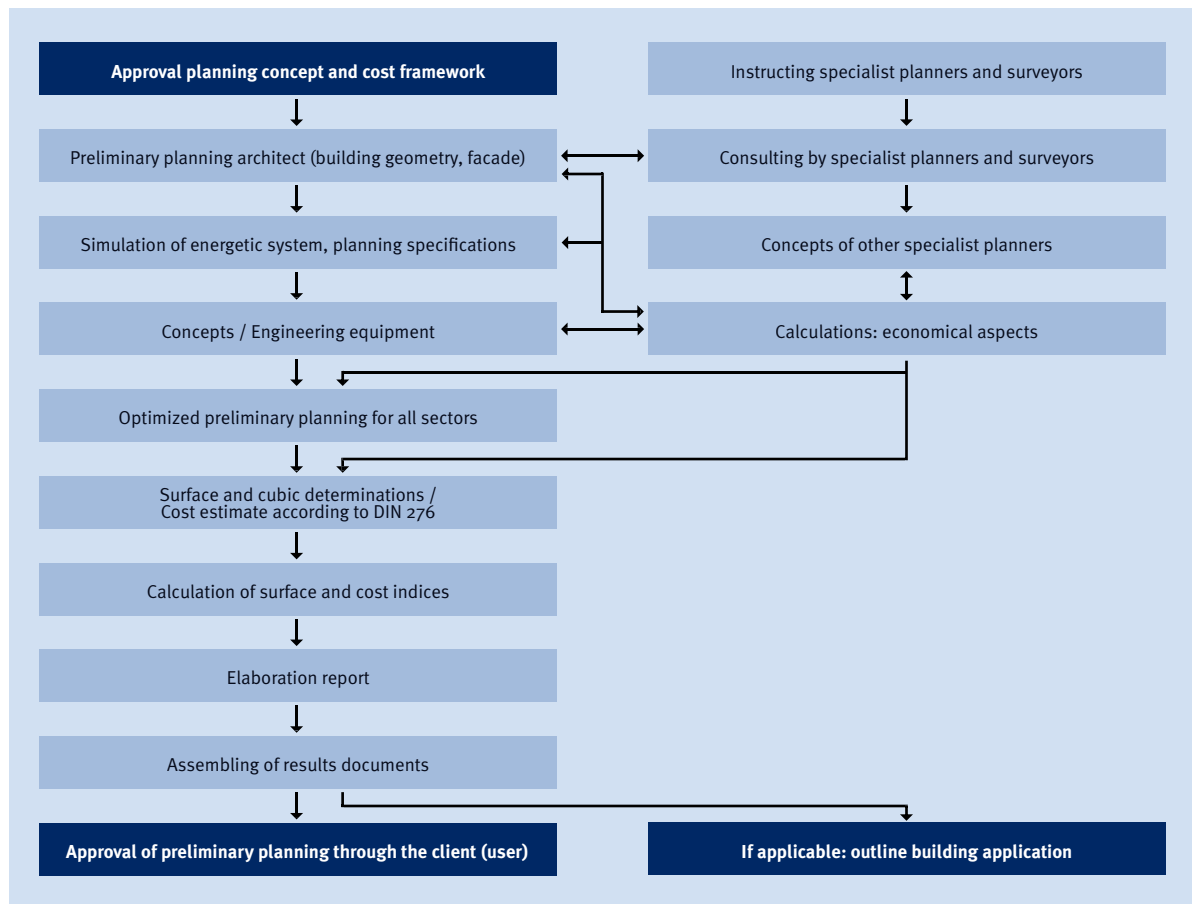 Approval planning concept and cost framework
Instructing specialist planners and surveyors
Preliminary planning architect (building geometry, facade)
Consulting by specialist planners and surveyors
Simulation of energetic system, planning specifications
Concepts of other specialist planners
Concepts / Engineering equipment
Calculations: economical aspects
Optimized preliminary planning for all sectors
Surface and cubic determinations /
Cost estimate according to DIN 276
Calculation of surface and cost indices
Elaboration report
Assembling of results documents
Approval of preliminary planning through the client (user)
If applicable: outline building application